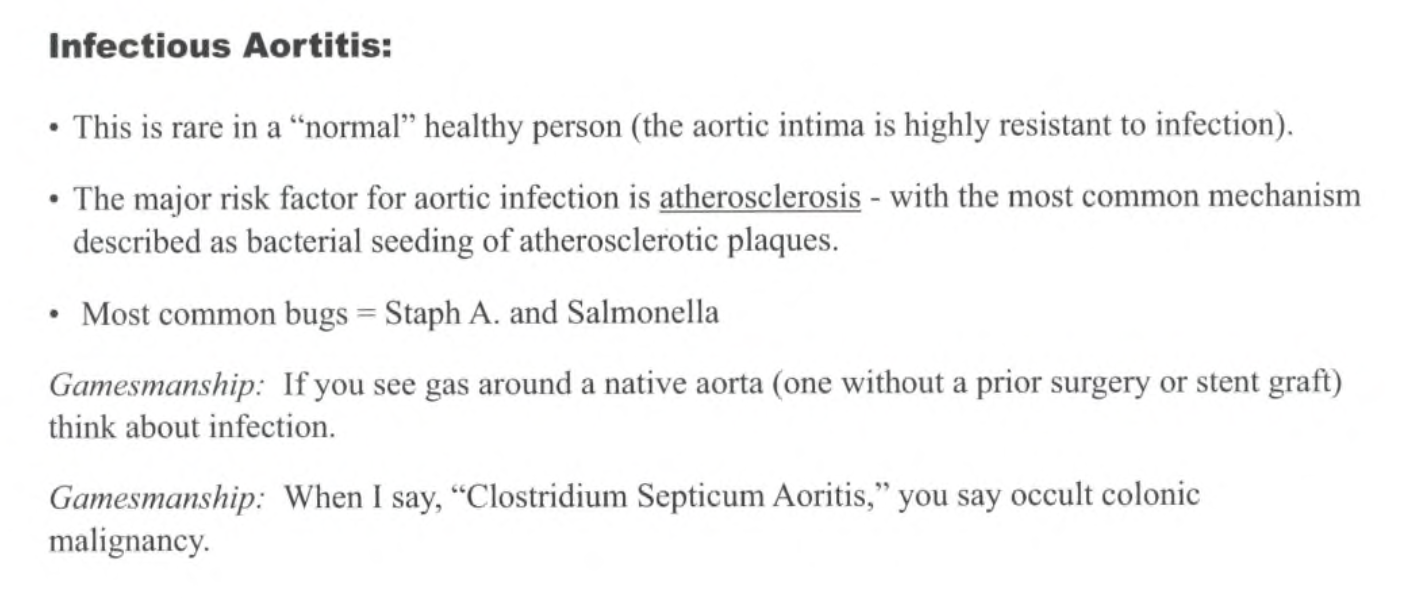 Infectious Aortitis:
• This is rare in a “normal” healthy person (the aortic intima is highly resistant to infection).
• The major risk factor for aortic infection is atherosclerosis - with the most common mechanism
described as bacterial seeding of atherosclerotic plaques.
• Most common bugs = Staph A. and Salmonella
Gamesmanship: If you see gas around a native aorta (one without a prior surgery or stent graft)
think about infection.
Gamesmanship: When I say, “Clostridium Septicum Aoritis,” you say occult colonic
malignancy.